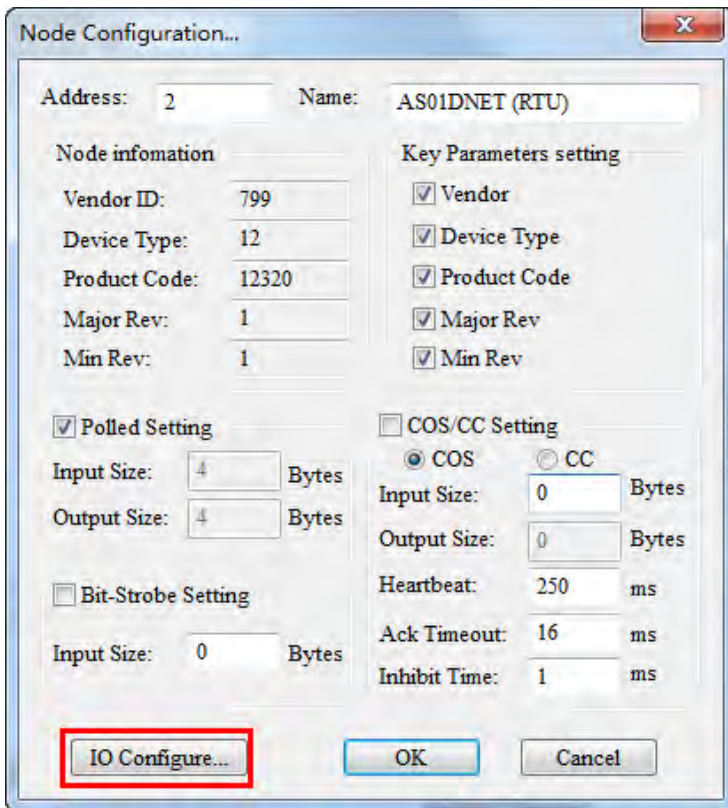 Node Configuration...
Address: 2 Name: AS01DNET (RTU)
Node infomation
Vendor ID: 799
Device Type: 12
Product Code: 12320
Major Rev: 1
Min Rev: 1
Key Parameters setting
Vendor
Device Type
Product Code
Major Rev
Min Rev
Polled Setting
Input Size: 4 Bytes
Output Size: 4 Bytes
Bit-Strobe Setting
Input Size: 0 Bytes
COS/CC Setting
COS CC
Input Size: 0 Bytes
Output Size: 0 Bytes
Heartbeat: 250 ms
Ack Timeout: 16 ms
Inhibit Time: 1 ms
IO Configure... OK Cancel